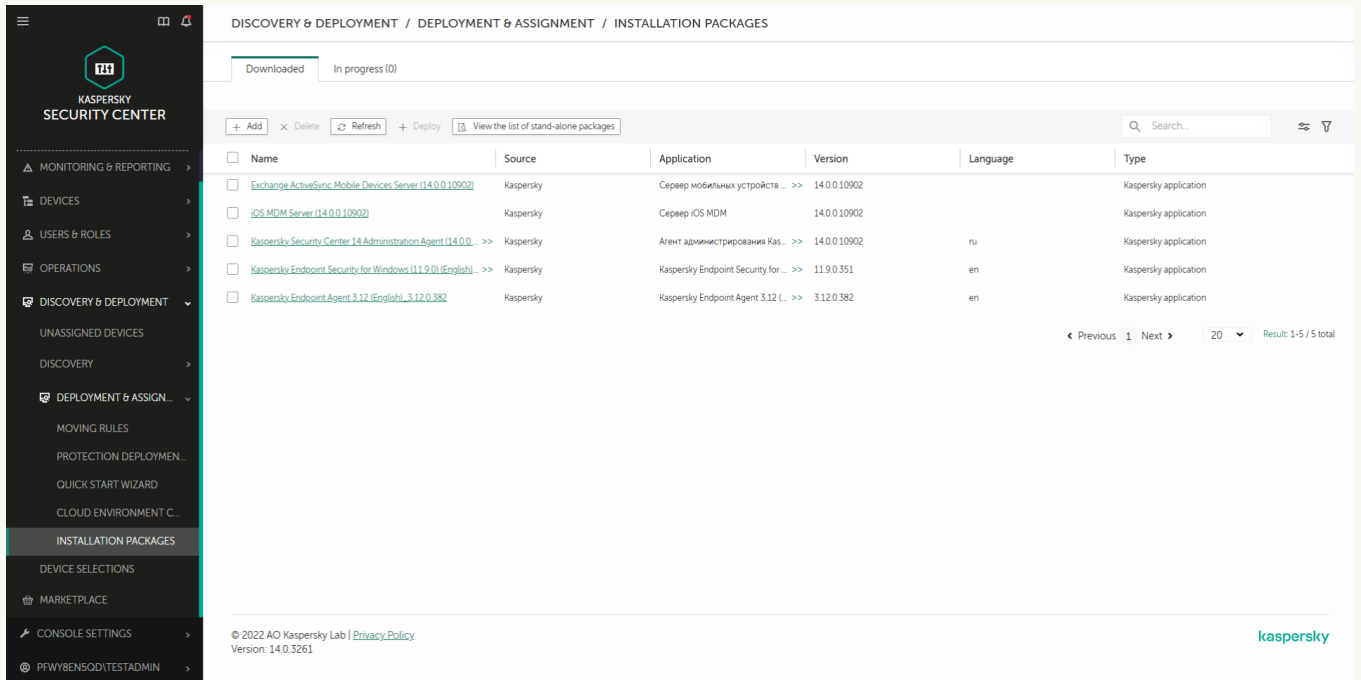 DISCOVERY & DEPLOYMENT / DEPLOYMENT & ASSIGNMENT / INSTALLATION PACKAGES
KASPERSKY
SECURITY CENTER
MONITORING & REPORTING
DEVICES
USERS & ROLES
OPERATIONS
DISCOVERY & DEPLOYMENT
UNASSIGNED DEVICES
DISCOVERY
DEPLOYMENT & ASSIGN...
MOVING RULES
PROTECTION DEPLOYMEN...
QUICK START WIZARD
CLOUD ENVIRONMENT C...
INSTALLATION PACKAGES
DEVICE SELECTIONS
MARKETPLACE
CONSOLE SETTINGS
PFWY8EN5QD\TESTADMIN
Downloaded In progress (0)
+ Add × Delete Refresh + Deploy View the list of stand-alone packages Search...
Name Source Application Version Language Type
Exchange ActiveSync Mobile Devices Server (14.0.0.10902) Kaspersky Сервер мобильных устройств ... >> 14.0.0.10902 Kaspersky application
iOS MDM Server (14.0.0.10902) Kaspersky Сервер iOS MDM 14.0.0.10902 Kaspersky application
Kaspersky Security Center 14 Administration Agent (14.0.0... >> Kaspersky Агент администрирования Kas... >> 14.0.0.10902 ru Kaspersky application
Kaspersky Endpoint Security for Windows (11.9.0) (English)... >> Kaspersky Kaspersky Endpoint Security for ... >> 11.9.0.351 en Kaspersky application
Kaspersky Endpoint Agent 3.12 (English)_3.12.0.382 Kaspersky Kaspersky Endpoint Agent 3.12 (... >> 3.12.0.382 en Kaspersky application
Previous 1 Next 20 Result: 1-5 / 5 total
© 2022 AO Kaspersky Lab | Privacy Policy
Version: 14.0.3261
kaspersky